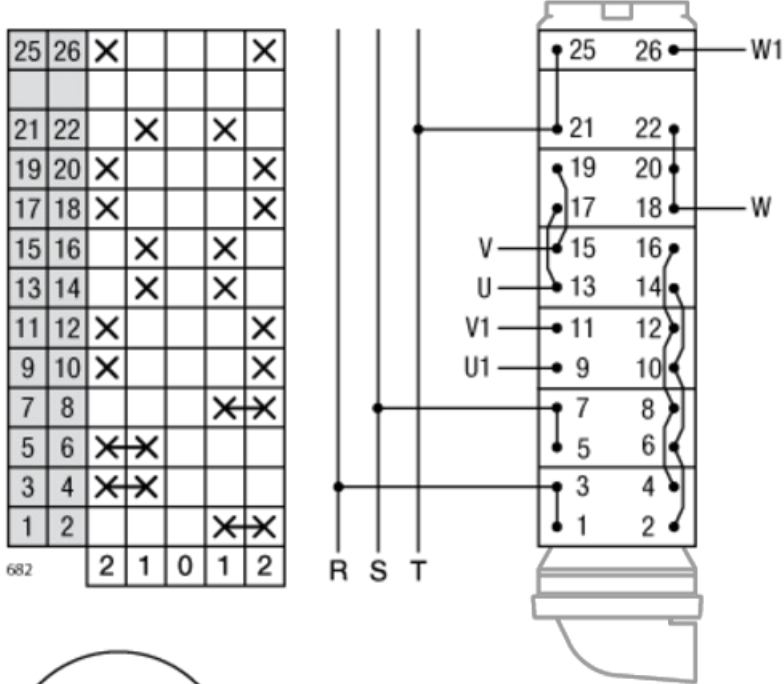 25 26 X X 25 26 W1
21 22 X X 21 22
19 20 X X 19 20
17 18 X X 17 18 W
15 16 X X V 15 16
13 14 X X U 13 14
11 12 X X V1 11 12
9 10 X X U1 9 10
7 8 X X 7 8
5 6 X X 5 6
3 4 X X 3 4
1 2 X X 1 2
682 2 1 0 1 2 R S T